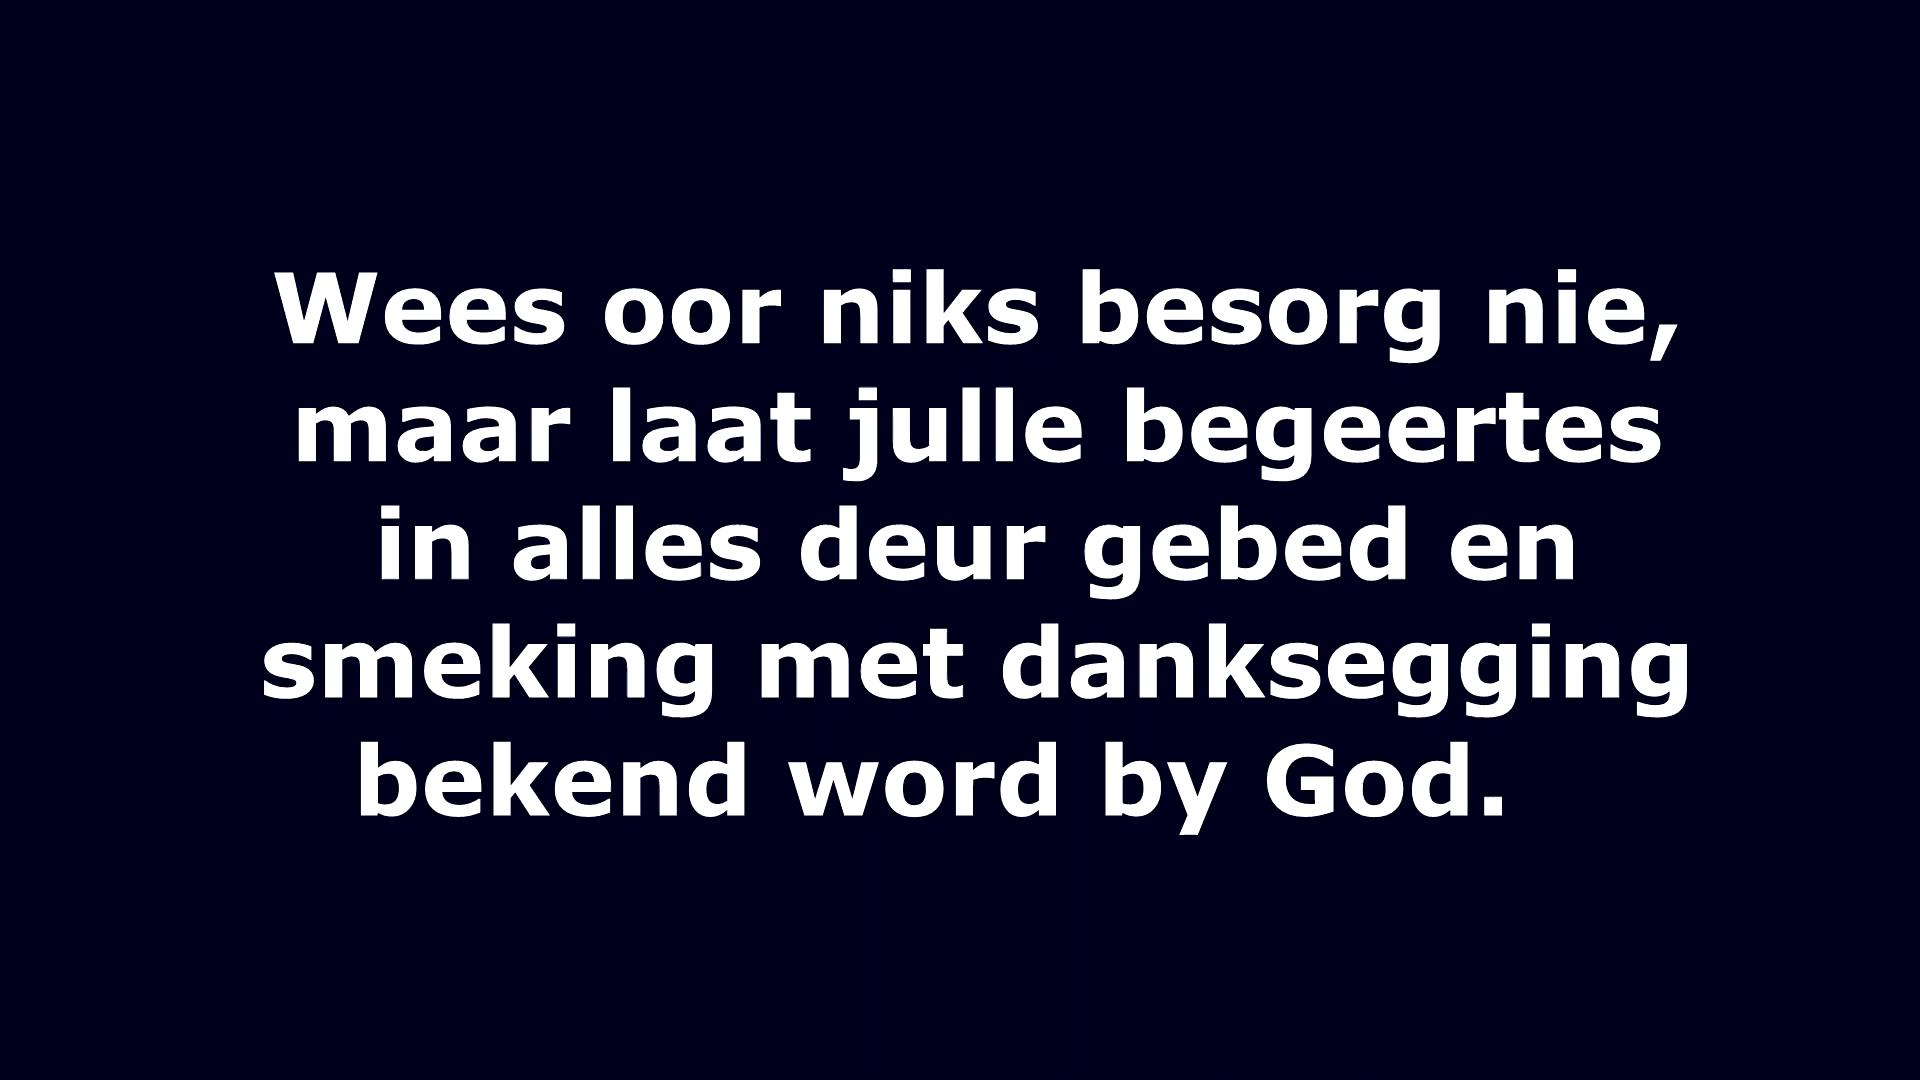 Wees oor niks besorg nie,
maar laat julle begeertes
in alles deur gebed en
smeking met danksegging
bekend word by God.